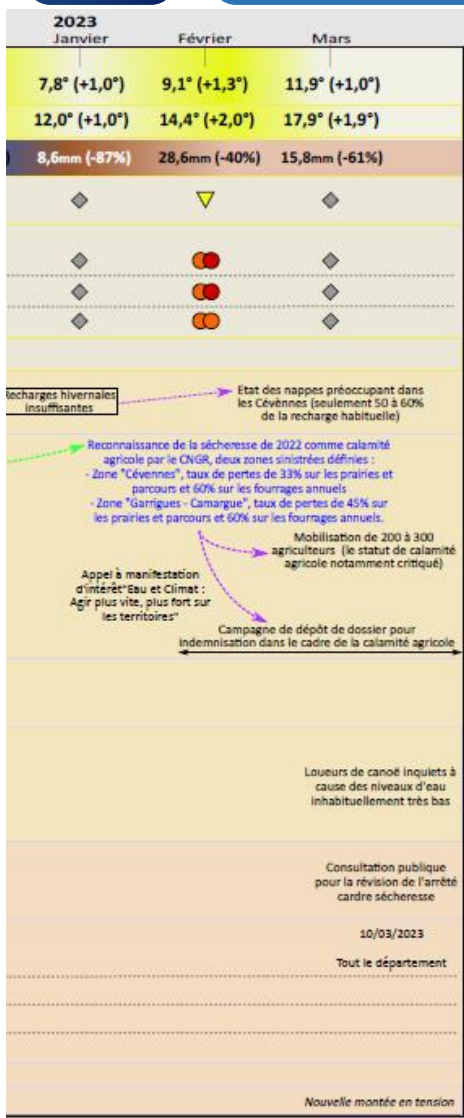 2023
Janvier Février Mars
7,8° (+1,0°) 9,1° (+1,3°) 11,9° (+1,0°)
12,0° (+1,0°) 14,4° (+2,0°) 17,9° (+1,9°)
) 8,6mm (-87%) 28,6mm (-40%) 15,8mm (-61%)
Recharges hivernales
insuffisantes
Etat des nappes préoccupant dans
les Cévènnes (seulement 50 à 60%
de la recharge habituelle)
Reconnaissance de la sécheresse de 2022 comme calamité
agricole par le CNGR, deux zones sinistrées définies :
- Zone "Cévennes", taux de pertes de 33% sur les prairies et
parcours et 60% sur les fourrages annuels
- Zone "Garrigues - Camargue", taux de pertes de 45% sur
les prairies et parcours et 60% sur les fourrages annuels.
Mobilisation de 200 à 300
agriculteurs (le statut de calamité
agricole notamment critiqué)
Appel à manifestation
d'intérêt"Eau et Climat :
Agir plus vite, plus fort sur
les territoires"
Campagne de dépôt de dossier pour
indemnisation dans le cadre de la calamité agricole
Loueurs de canoë inquiets à
cause des niveaux d'eau
inhabituellement très bas
Consultation publique
pour la révision de l'arrêté
cardre sécheresse
10/03/2023
Tout le département
Nouvelle montée en tension